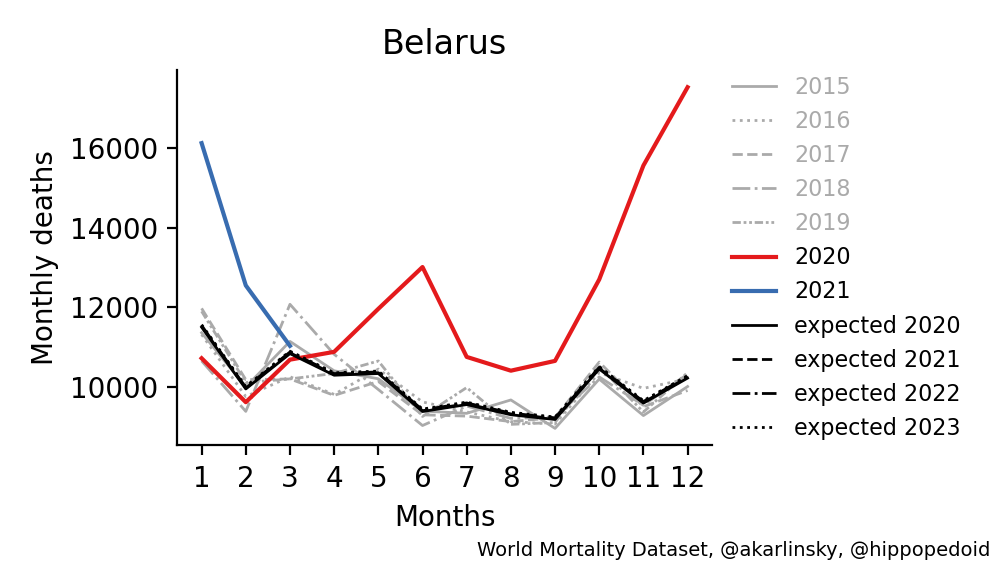 Belarus
Monthly deaths
16000
14000
12000
10000
1 2 3 4 5 6 7 8 9 10 11 12
Months
2015
2016
2017
2018
2019
2020
2021
expected 2020
expected 2021
expected 2022
expected 2023
World Mortality Dataset, @akarlinsky, @hippopedoid